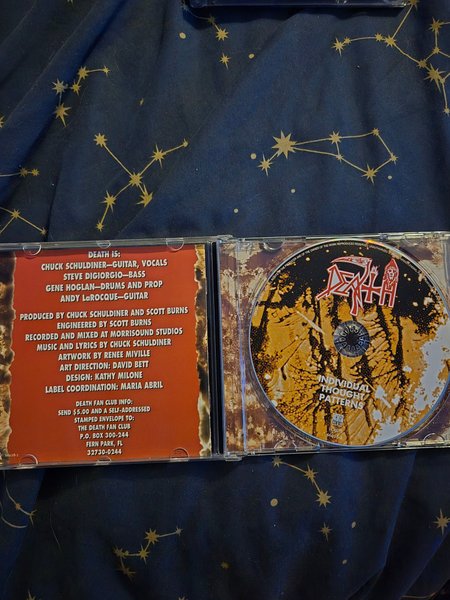 DEATH IS:
CHUCK SCHULDINER—GUITAR, VOCALS
STEVE DIGIORGIO—BASS
GENE HOGLAN—DRUMS AND PROP
ANDY LaROCQUE—GUITAR
PRODUCED BY CHUCK SCHULDINER AND SCOTT BURNS
ENGINEERED BY SCOTT BURNS
RECORDED AND MIXED AT MORRISOUND STUDIOS
MUSIC AND LYRICS BY CHUCK SCHULDINER
ARTWORK BY RENEE MIVILLE
ART DIRECTION: DAVID BETT
DESIGN: KATHY MILONE
LABEL COORDINATION: MARIA ABRIL
DEATH FAN CLUB INFO:
SEND $5.00 AND A SELF-ADDRESSED
STAMPED ENVELOPE TO:
THE DEATH FAN CLUB
P.O. BOX 300-244
FERN PARK, FL
32730-0244
DEATH
INDIVIDUAL
THOUGHT
PATTERNS